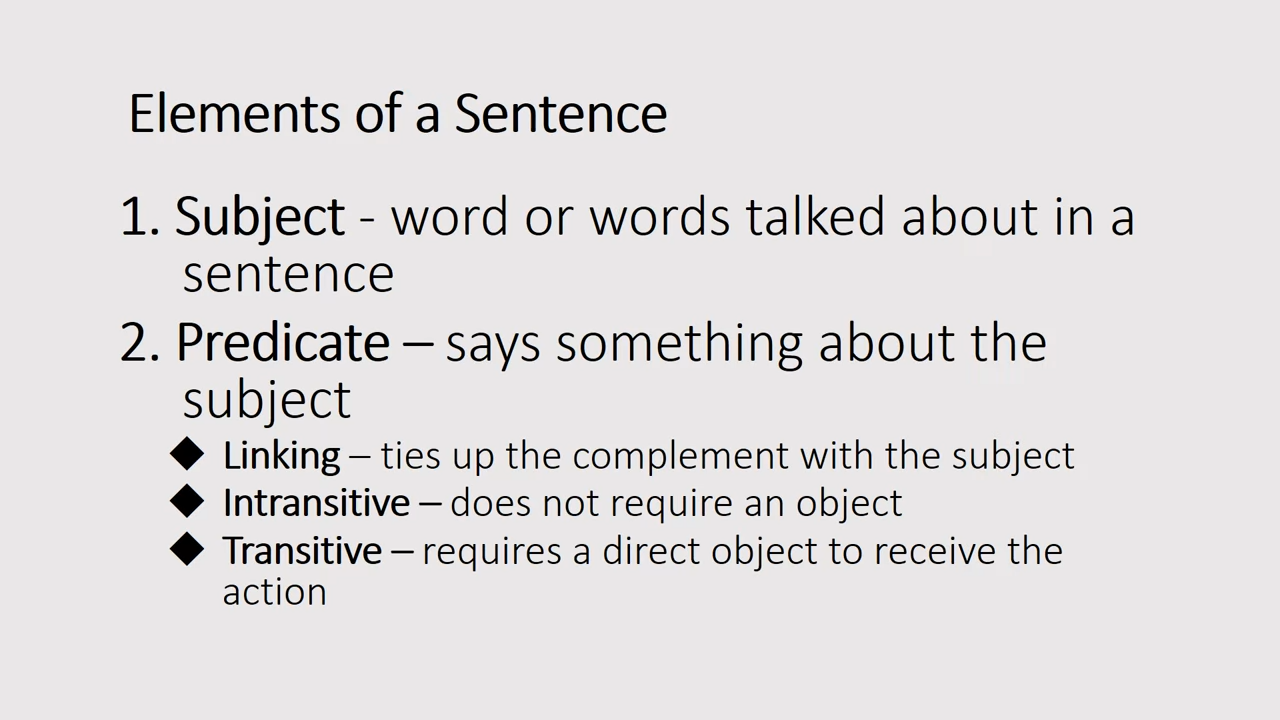 Elements of a Sentence
1. Subject - word or words talked about in a
sentence
2. Predicate – says something about the
subject
◆ Linking – ties up the complement with the subject
◆ Intransitive – does not require an object
◆ Transitive – requires a direct object to receive the
action